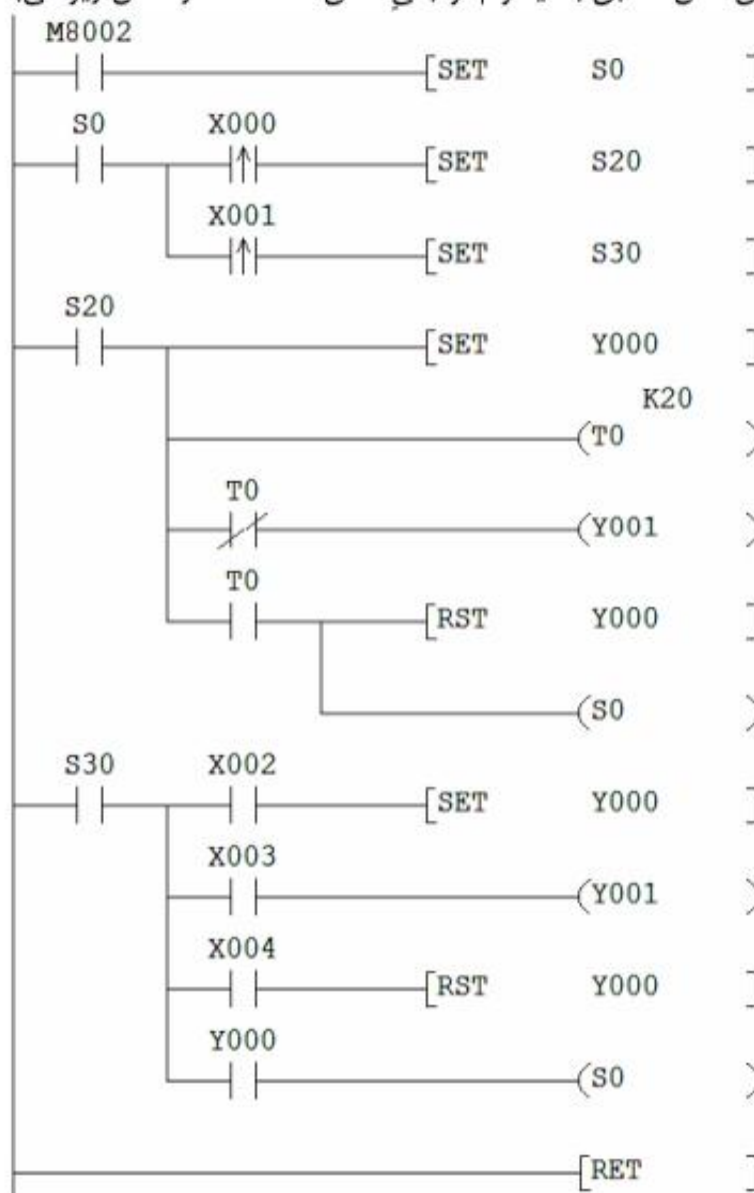 M8002
[SET S0 ]
S0 X000
[SET S20 ]
X001
[SET S30 ]
S20
[SET Y000 ]
K20
(T0 )
T0
(Y001 )
T0
[RST Y000 ]
(S0 )
S30 X002
[SET Y000 ]
X003
(Y001 )
X004
[RST Y000 ]
Y000
(S0 )
[RET ]